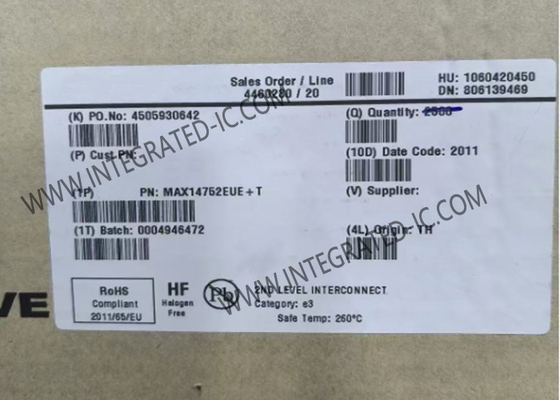 Sales Order / Line
4460280 / 20
HU: 1060420450
DN: 806139469
(K) PO.No: 4505930642
(Q) Quantity: 2500
(P) Cust.PN:
(10D) Date Code: 2011
(1P) PN: MAX14752EUE+T
(V) Supplier:
(1T) Batch: 0004946472
(4L) Origin: TH
RoHS
Compliant
2011/65/EU
HF
Halogen
Free
Pb
2ND LEVEL INTERCONNECT
Category: e3
Safe Temp: 260°C
VE
WWW.INTEGRATED-IC.COM
WWW.INTEGRATED-IC.COM
WWW.INTEGRATED-IC.COM